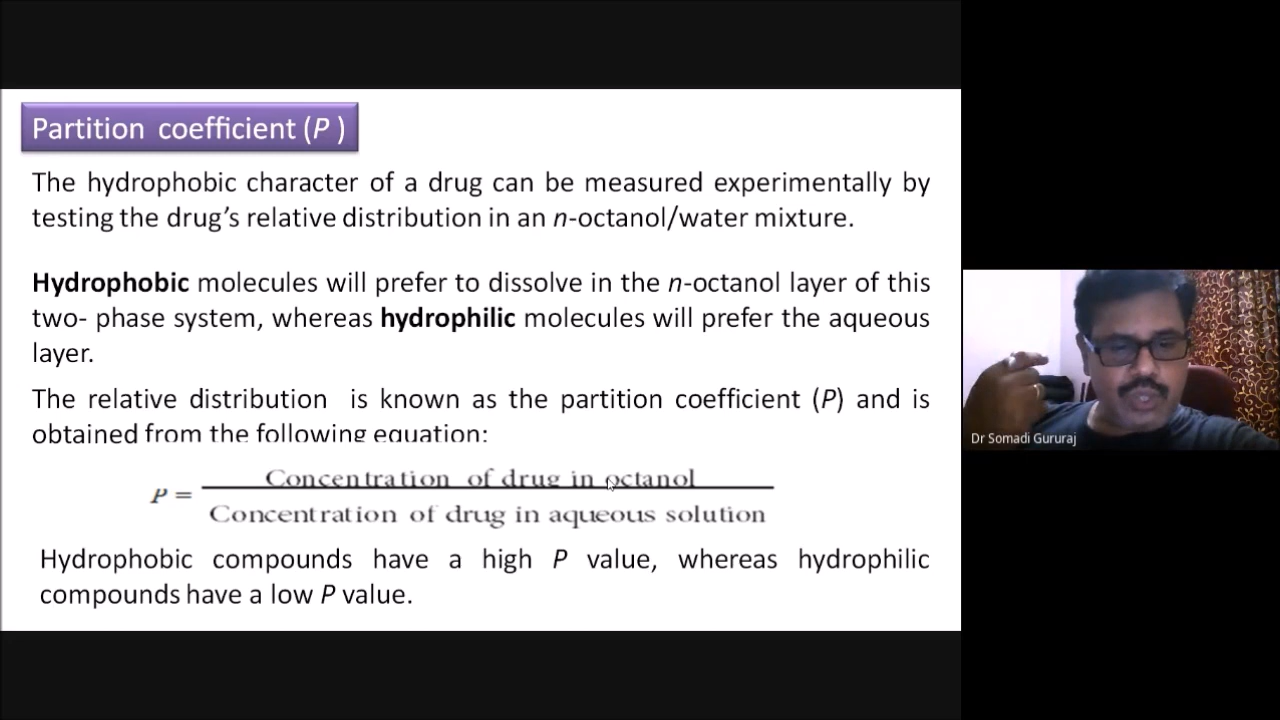 Partition coefficient (P )
The hydrophobic character of a drug can be measured experimentally by
testing the drug’s relative distribution in an n-octanol/water mixture.
Hydrophobic molecules will prefer to dissolve in the n-octanol layer of this
two- phase system, whereas hydrophilic molecules will prefer the aqueous
layer.
The relative distribution is known as the partition coefficient (P) and is
obtained from the following equation:
P =
Concentration of drug in octanol
Concentration of drug in aqueous solution
Hydrophobic compounds have a high P value, whereas hydrophilic
compounds have a low P value.
Dr Somadi Gururaj